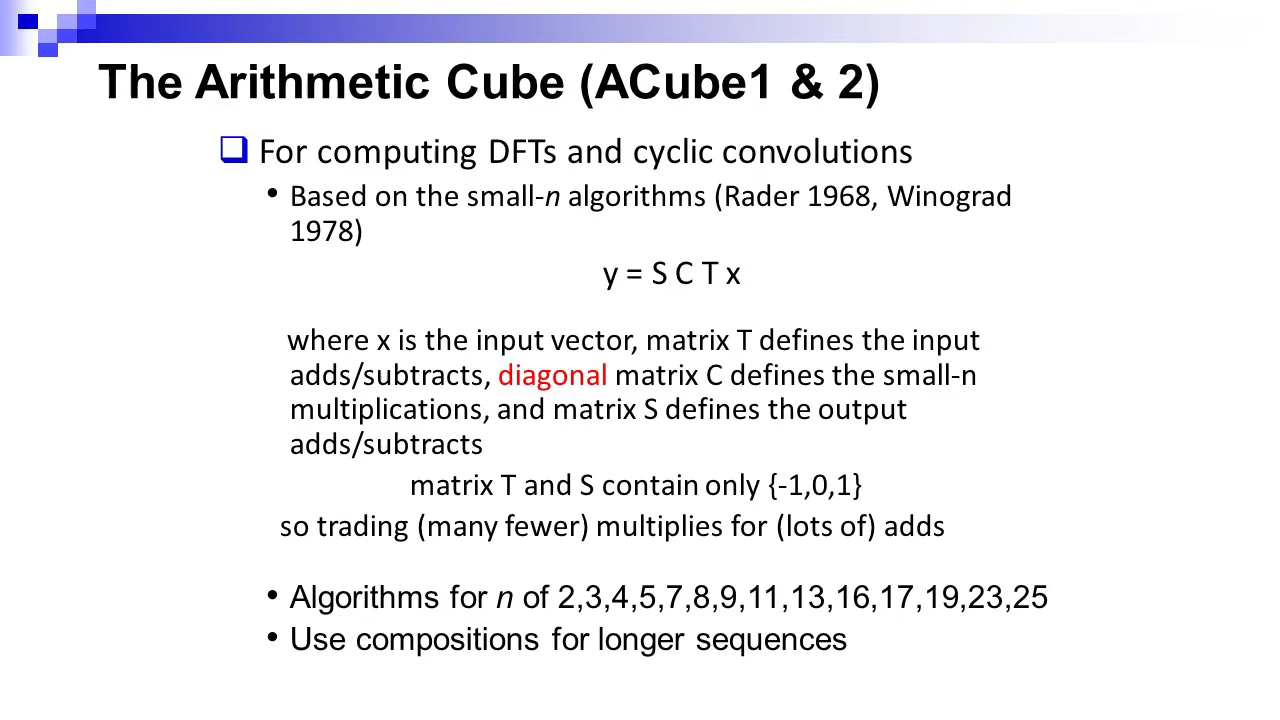 The Arithmetic Cube (ACube1 & 2)
❑ For computing DFTs and cyclic convolutions
• Based on the small-n algorithms (Rader 1968, Winograd
1978)
y = S C T x
where x is the input vector, matrix T defines the input
adds/subtracts, diagonal matrix C defines the small-n
multiplications, and matrix S defines the output
adds/subtracts
matrix T and S contain only {-1,0,1}
so trading (many fewer) multiplies for (lots of) adds
• Algorithms for n of 2,3,4,5,7,8,9,11,13,16,17,19,23,25
• Use compositions for longer sequences